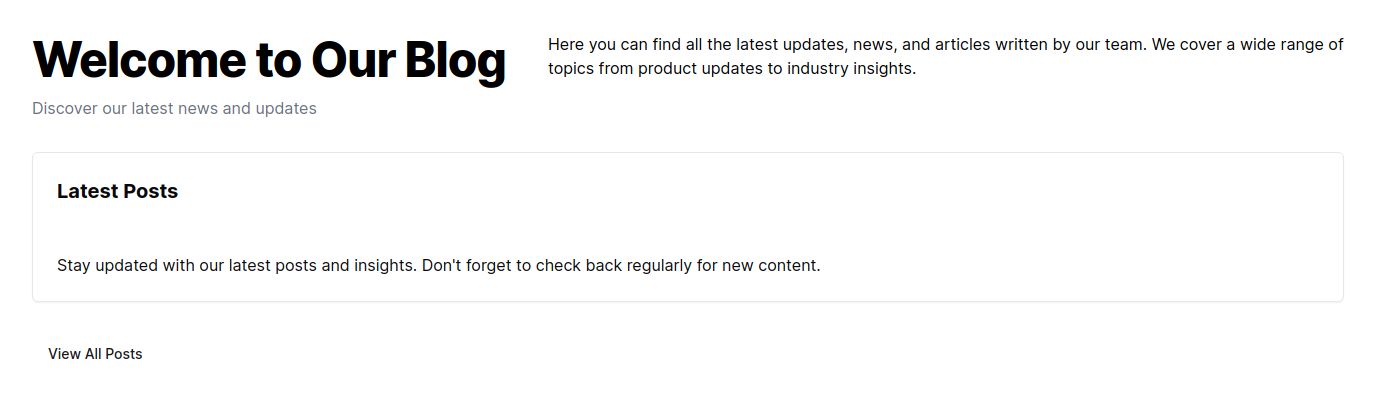 Welcome to Our Blog
Discover our latest news and updates
Here you can find all the latest updates, news, and articles written by our team. We cover a wide range of
topics from product updates to industry insights.
Latest Posts
Stay updated with our latest posts and insights. Don't forget to check back regularly for new content.
View All Posts